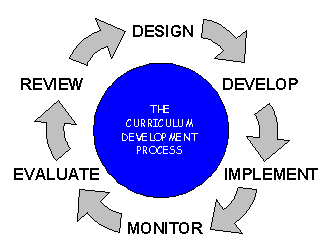 DESIGN
REVIEW
DEVELOP
THE
CURRICULUM
DEVELOPMENT
PROCESS
EVALUATE
IMPLEMENT
MONITOR